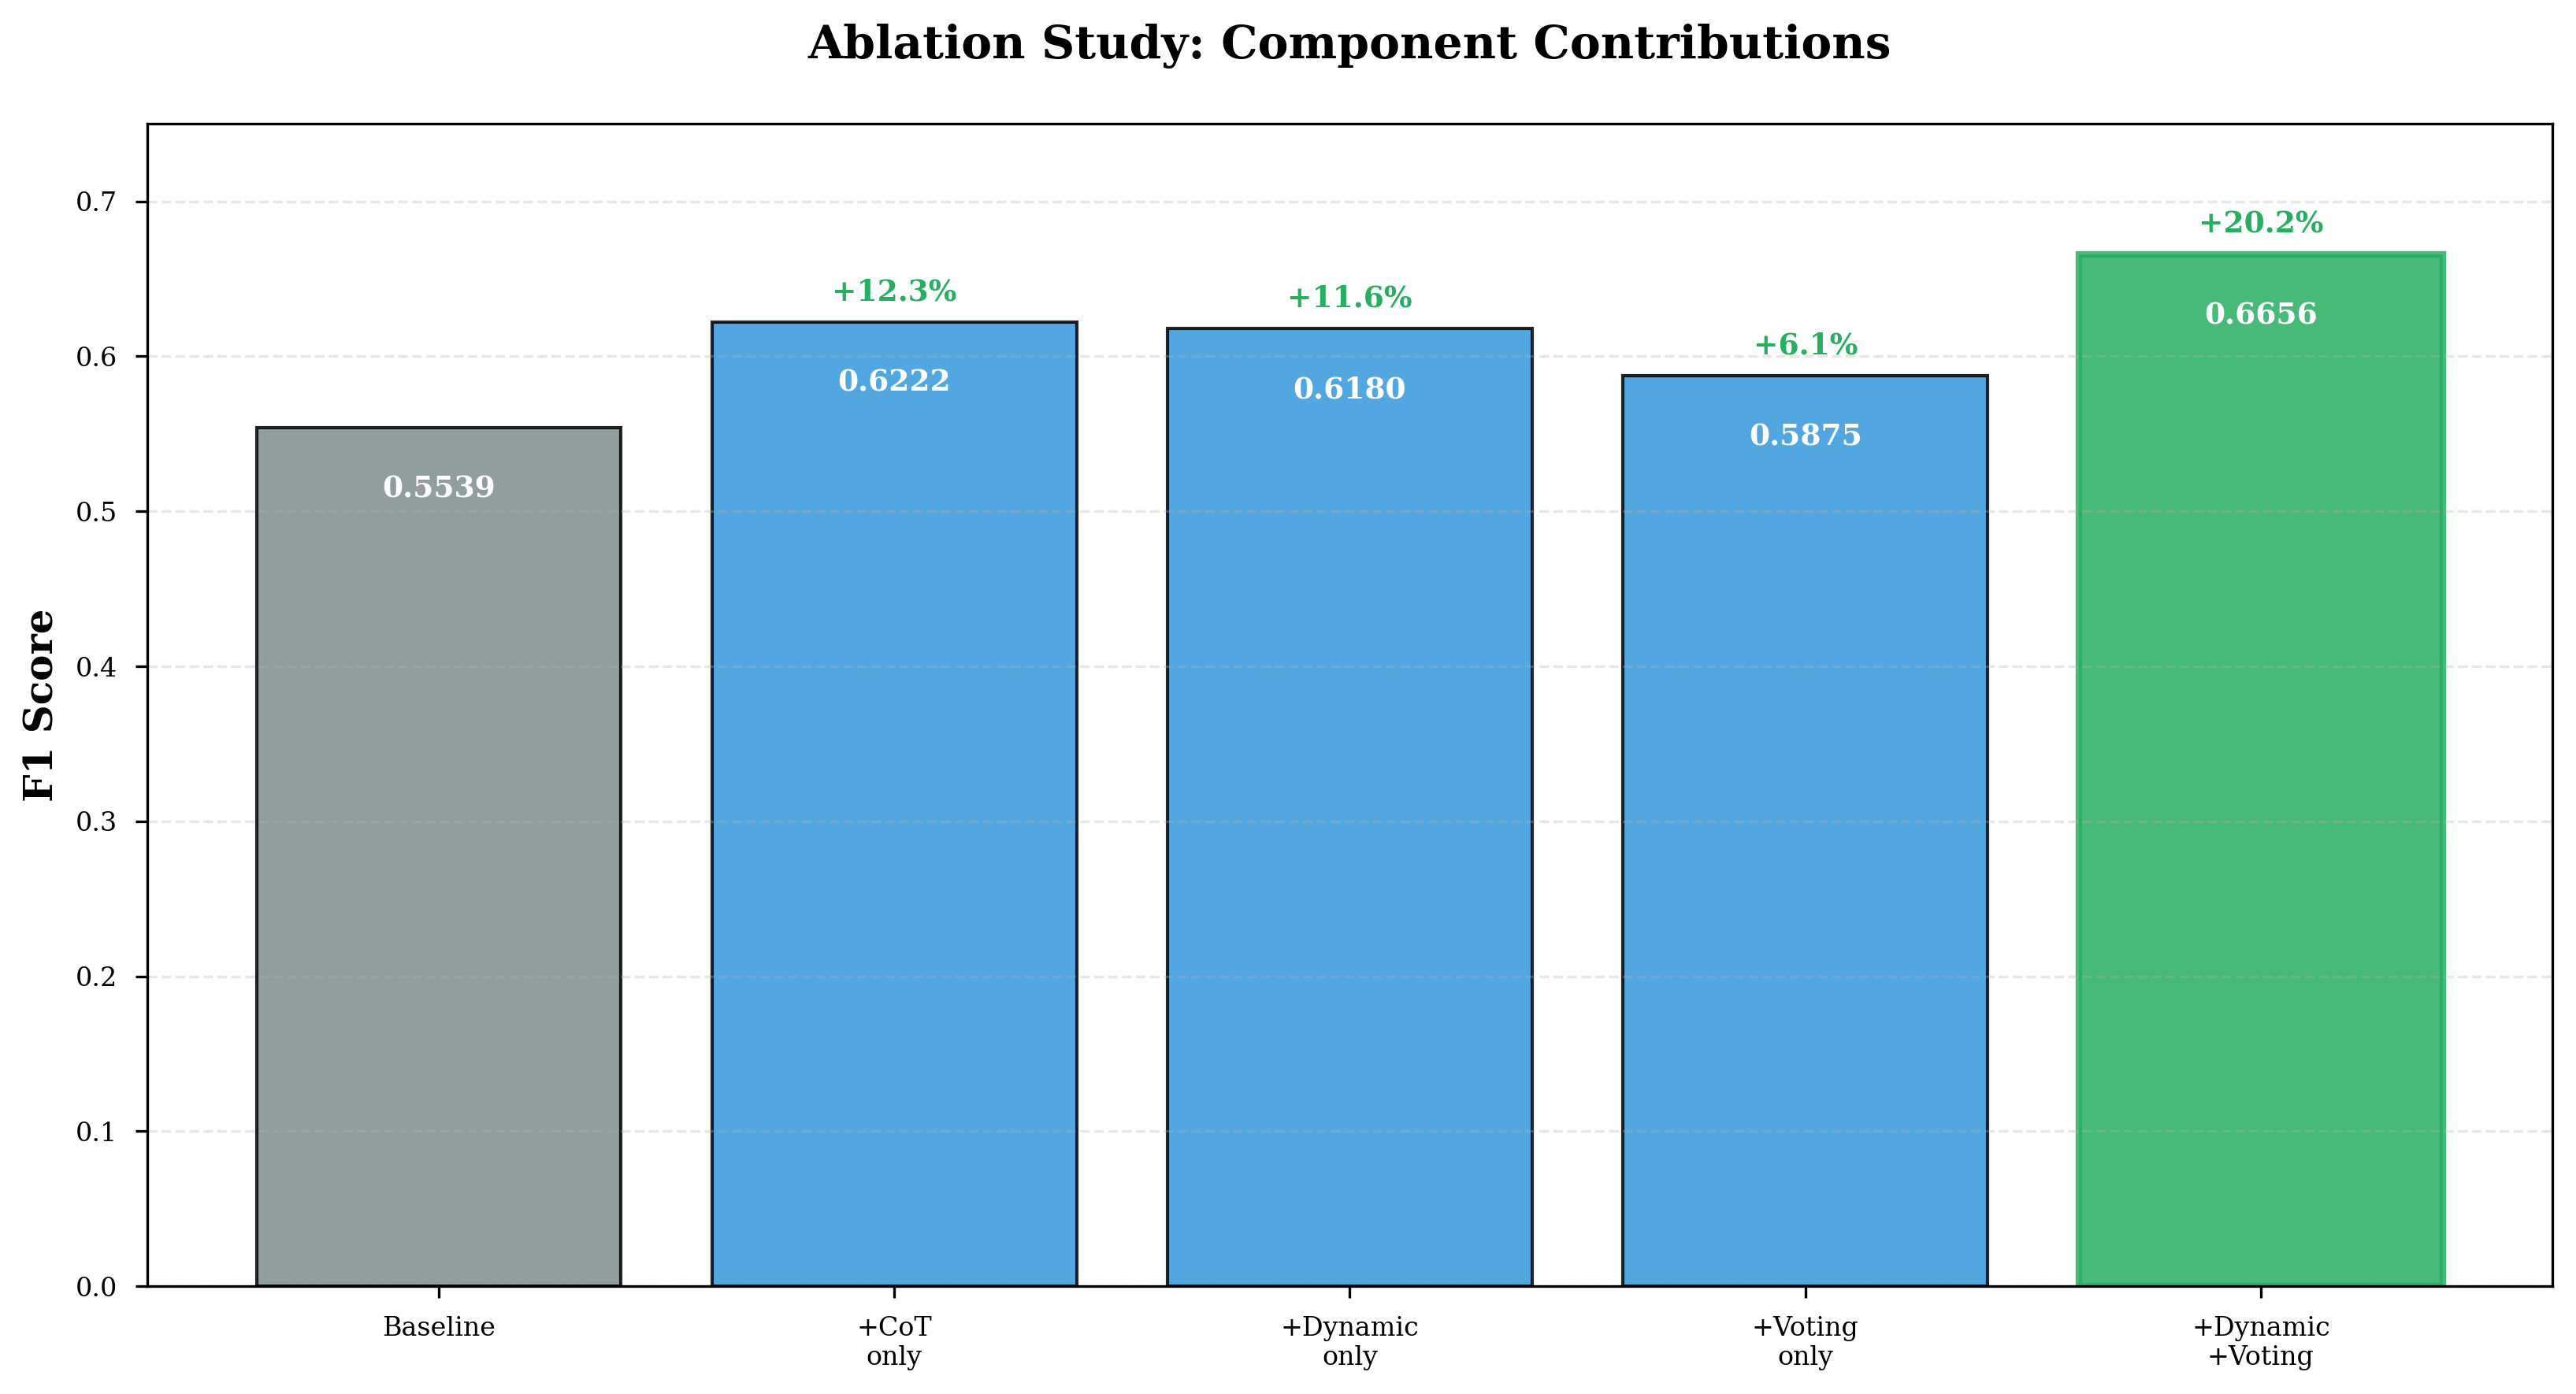 Ablation Study: Component Contributions
F1 Score
0.7
0.6
0.5
0.4
0.3
0.2
0.1
0.0
0.5539
+12.3%
0.6222
+11.6%
0.6180
+6.1%
0.5875
+20.2%
0.6656
Baseline
+CoT
only
+Dynamic
only
+Voting
only
+Dynamic
+Voting